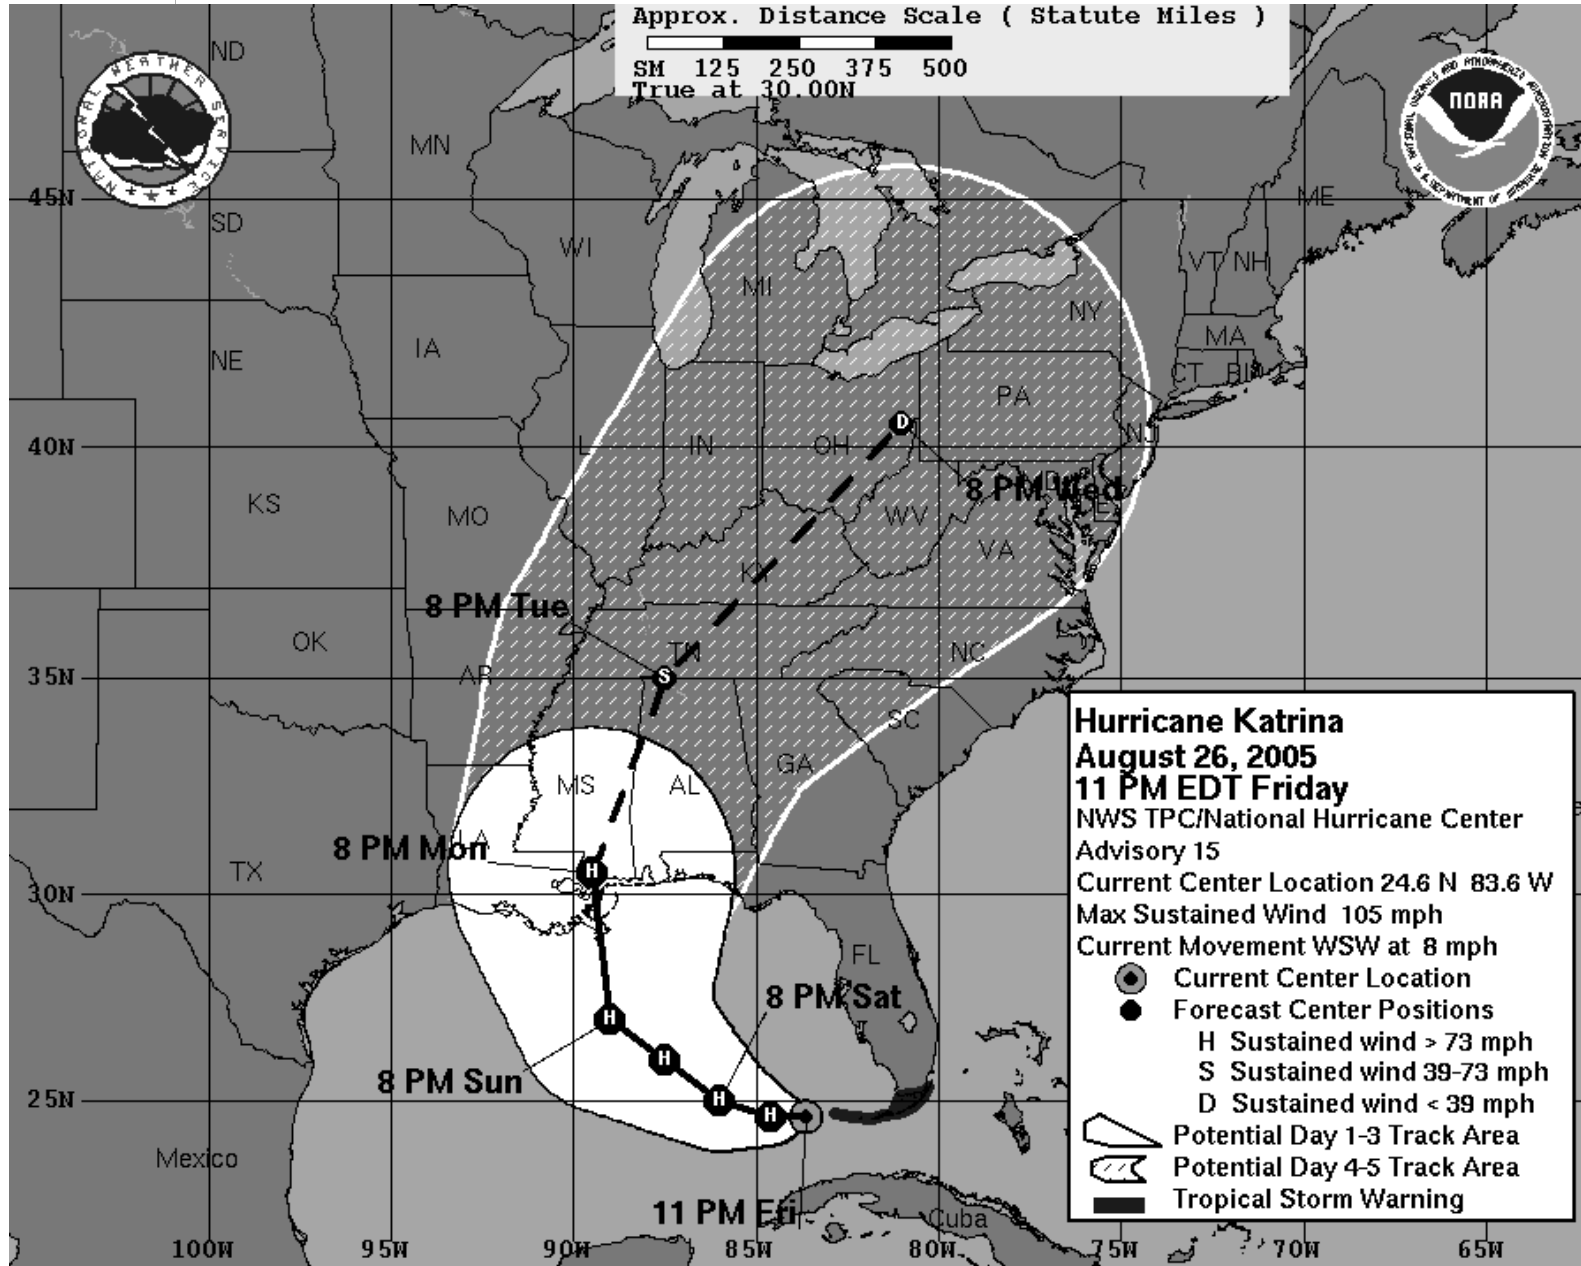 Approx. Distance Scale ( Statute Miles )
SM 125 250 375 500
True at 30.00N
NATIONAL WEATHER SERVICE
NOAA
ND
MN
ME
45N
SD
WI
VT NH
MI
NY
MA
NE
IA
CT
PA
D
40N
IN
OH
NJ
8 PM Wed
KS
MO
WV
VA
KY
8 PM Tue
OK
TN
NC
35N
AR
S
SC
Hurricane Katrina
August 26, 2005
11 PM EDT Friday
NWS TPC/National Hurricane Center
Advisory 15
Current Center Location 24.6 N 83.6 W
Max Sustained Wind 105 mph
Current Movement WSW at 8 mph
Current Center Location
Forecast Center Positions
H Sustained wind > 73 mph
S Sustained wind 39-73 mph
D Sustained wind < 39 mph
Potential Day 1-3 Track Area
Potential Day 4-5 Track Area
Tropical Storm Warning
MS
AL
GA
LA
8 PM Mon
TX
H
30N
FL
8 PM Sat
H
H
8 PM Sun
H
H
25N
Mexico
11 PM Fri
Cuba
100W 95W 90W 85W 80W 75W 70W 65W